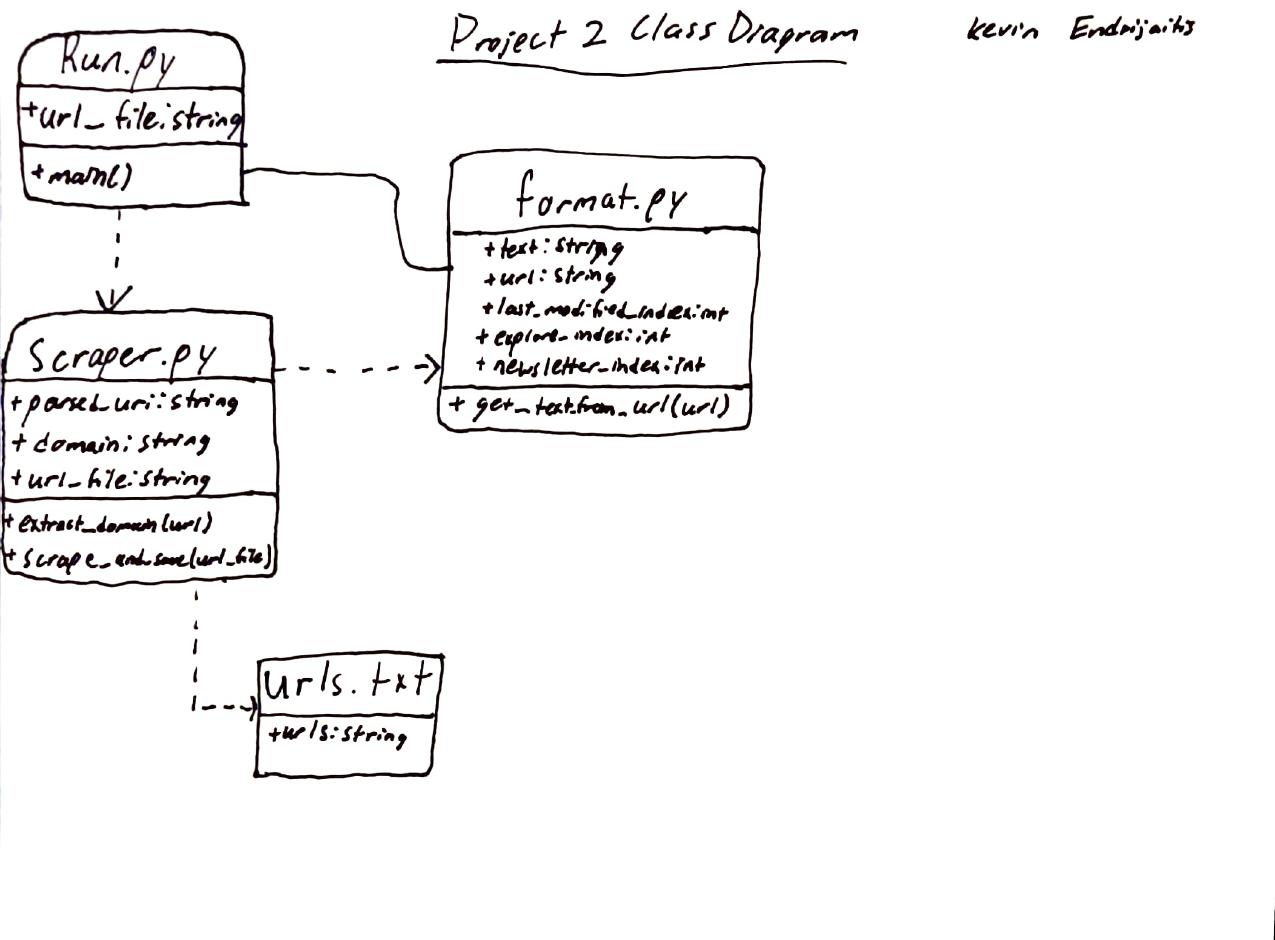 Project 2 Class Diagram
Kevin Endrijaitis
Run.py
+url_file:string
+main()
format.py
+text:string
+url:string
+last_modified_index:int
+explore_index:int
+newsletter_index:int
+get_text_from_url(url)
Scraper.py
+parsed_uri:string
+domain:string
+url_file:string
+extract_domain(url)
+scrape_and_save(url_file)
urls.txt
+urls:string